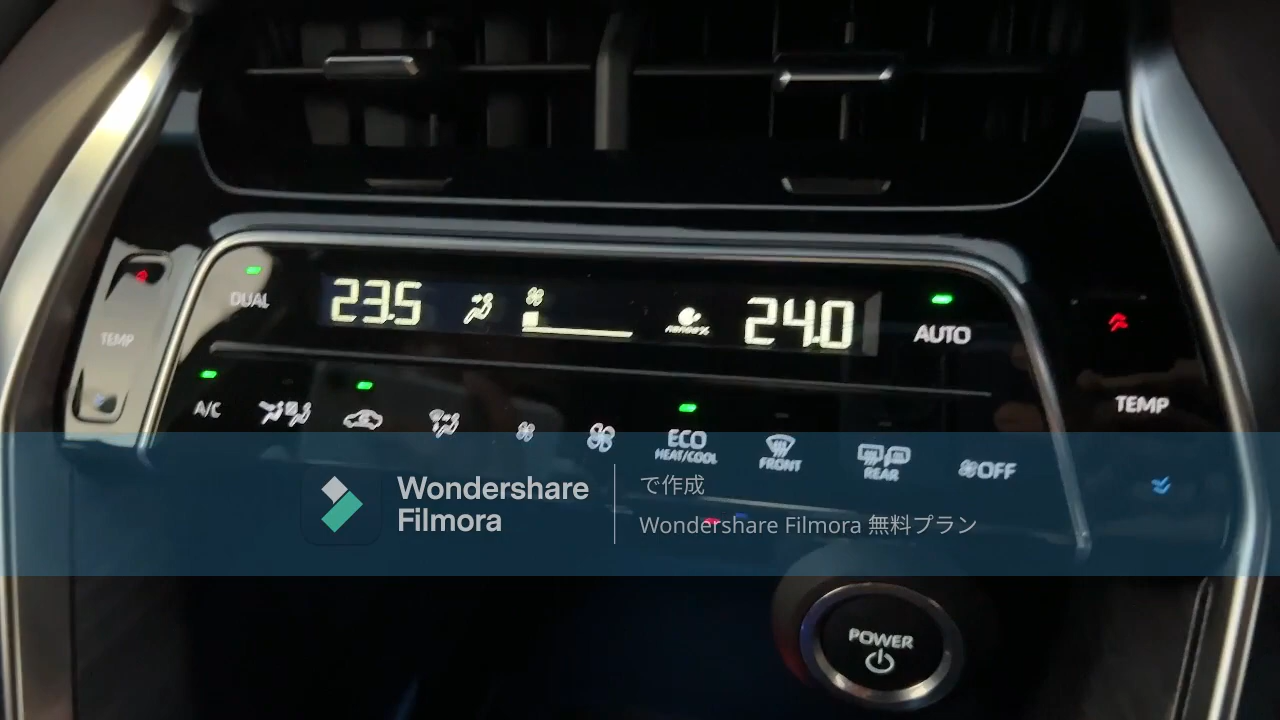 DUAL
23.5
nanoe X
24.0
AUTO
TEMP
TEMP
A/C
ECO
HEAT/COOL
FRONT
REAR
OFF
Wondershare
Filmora
で作成
Wondershare Filmora 無料プラン
POWER